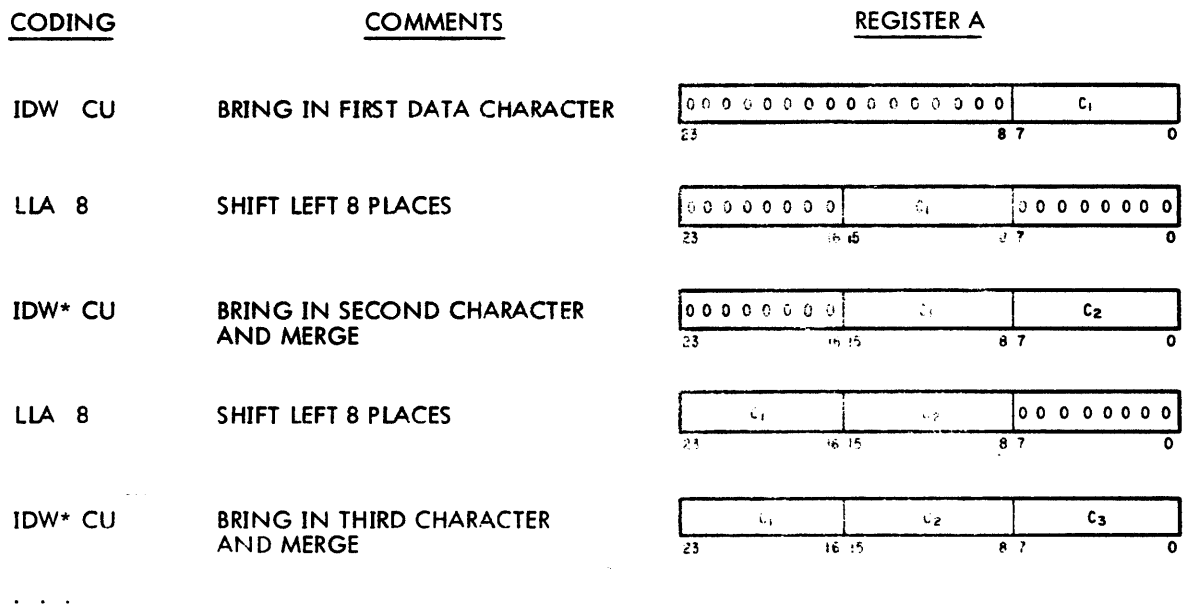 CODING COMMENTS REGISTER A
IDW CU BRING IN FIRST DATA CHARACTER 0 0 0 0 0 0 0 0 0 0 0 0 0 0 0 0 C₁
23 8 7 0
LLA 8 SHIFT LEFT 8 PLACES 0 0 0 0 0 0 0 0 C₁ 0 0 0 0 0 0 0 0
23 16 15 8 7 0
IDW* CU BRING IN SECOND CHARACTER 0 0 0 0 0 0 0 0 C₁ C₂
AND MERGE 23 16 15 8 7 0
LLA 8 SHIFT LEFT 8 PLACES C₁ C₂ 0 0 0 0 0 0 0 0
23 16 15 8 7 0
IDW* CU BRING IN THIRD CHARACTER C₁ C₂ C₃
AND MERGE 23 16 15 8 7 0
. . .